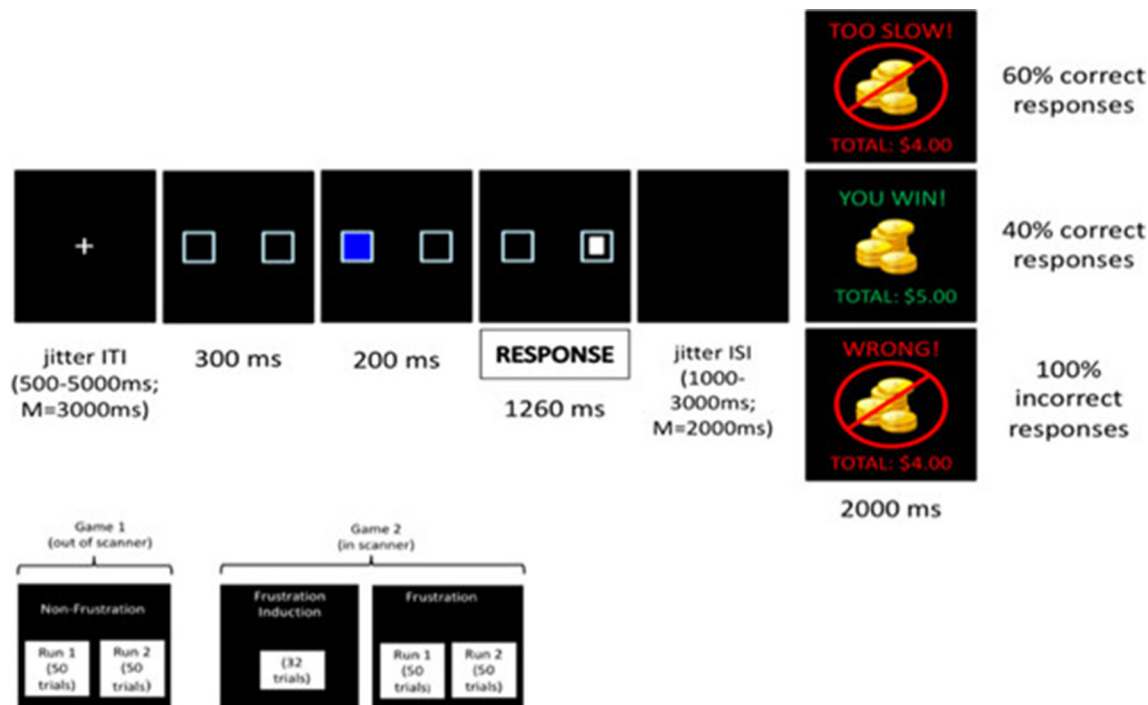 TOO SLOW!
TOTAL: $4.00
60% correct
responses
YOU WIN!
TOTAL: $5.00
40% correct
responses
WRONG!
TOTAL: $4.00
100%
incorrect
responses
2000 ms
jitter ITI
(500-5000ms;
M=3000ms)
300 ms
200 ms
RESPONSE
1260 ms
jitter ISI
(1000-
3000ms;
M=2000ms)
Game 1
(out of scanner)
Non-Frustration
Run 1
(50
trials)
Run 2
(50
trials)
Game 2
(in scanner)
Frustration
Induction
(32
trials)
Frustration
Run 1
(50
trials)
Run 2
(50
trials)